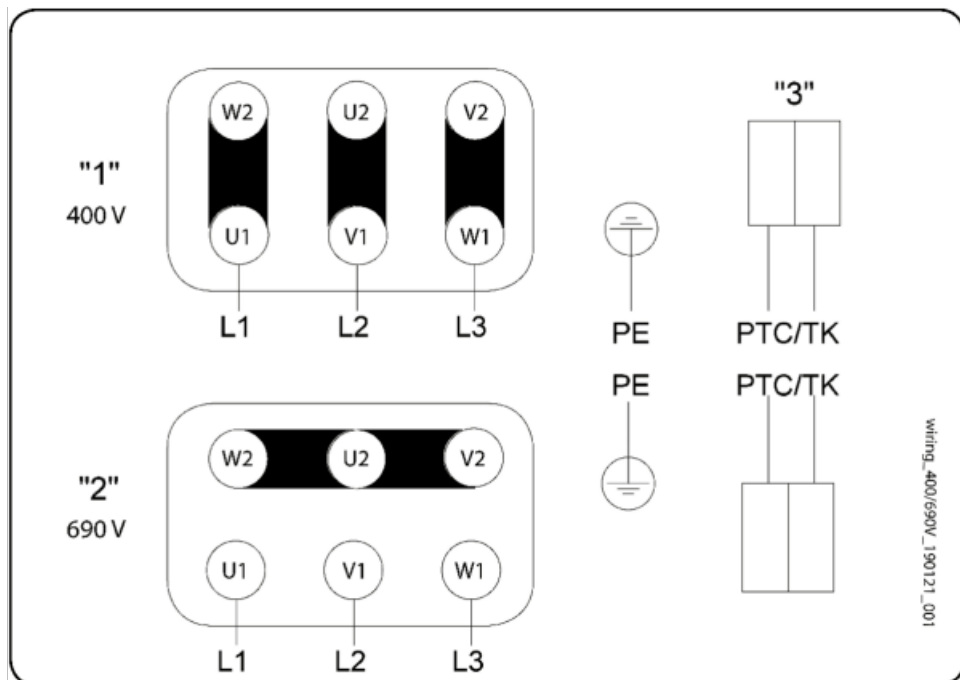 "1"
400 V
W2 U2 V2
U1 V1 W1
L1 L2 L3
"3"
PE PTC/TK
PE PTC/TK
"2"
690 V
W2 U2 V2
U1 V1 W1
L1 L2 L3
wiring_400/690V_190121_001